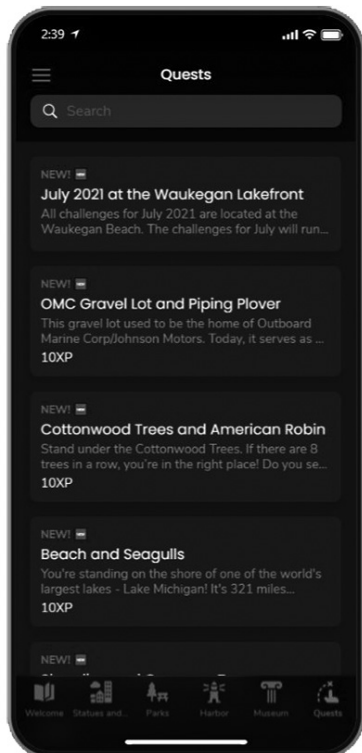 2:39
Quests
Search
NEW!
July 2021 at the Waukegan Lakefront
All challenges for July 2021 are located at the
Waukegan Beach. The challenges for July will run...
NEW!
OMC Gravel Lot and Piping Plover
This gravel lot used to be the home of Outboard
Marine Corp/Johnson Motors. Today, it serves as ...
10XP
NEW!
Cottonwood Trees and American Robin
Stand under the Cottonwood Trees. If there are 8
trees in a row, you're in the right place! Do you se...
10XP
NEW!
Beach and Seagulls
You're standing on the shore of one of the world's
largest lakes - Lake Michigan! It's 321 miles...
10XP
NEW!
Welcome Statues and... Parks Harbor Museum Quests